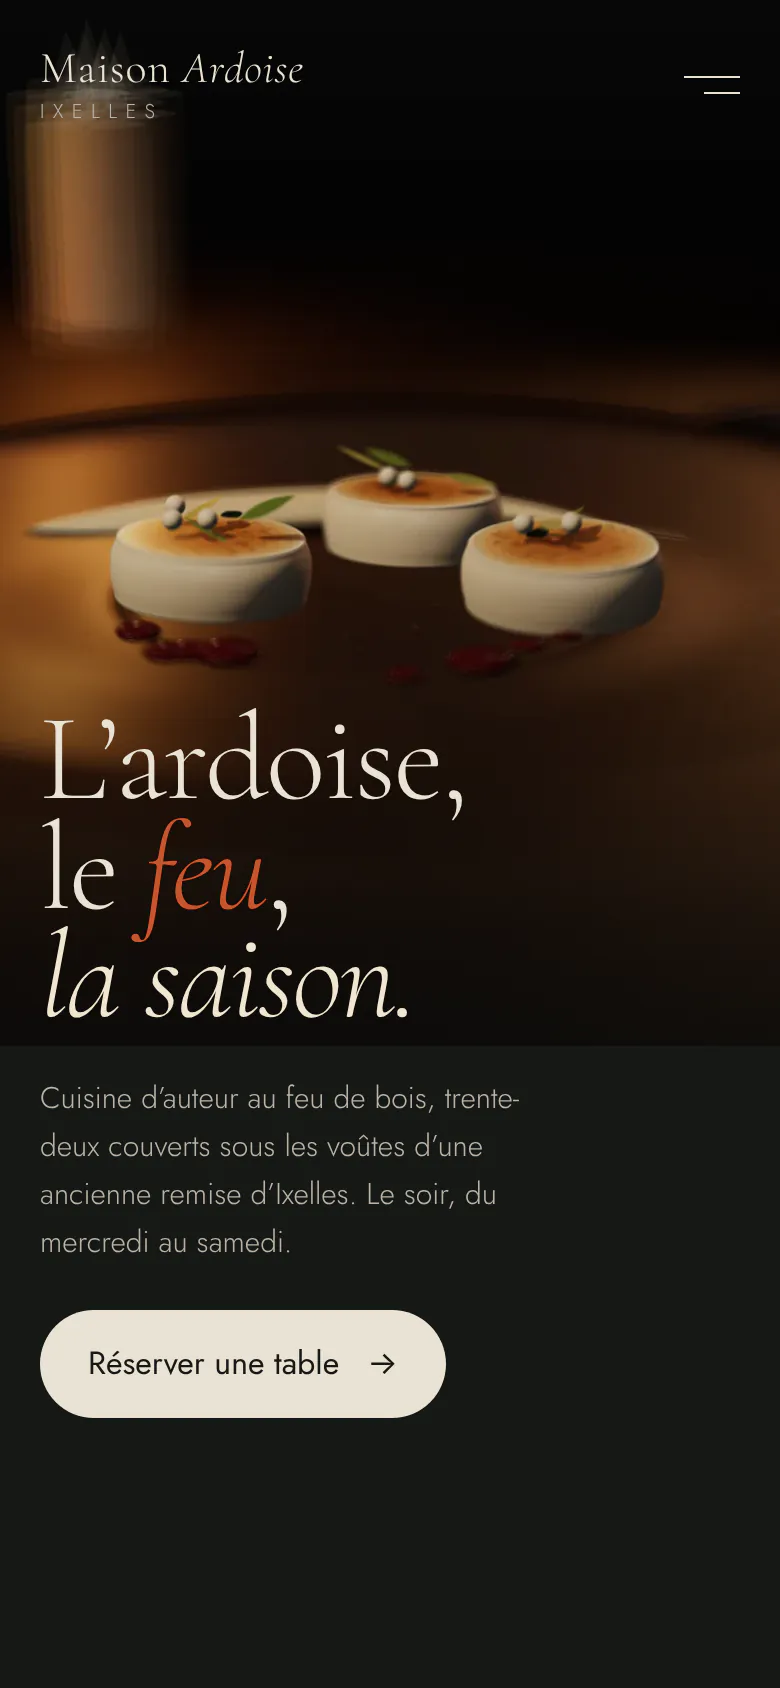 Maison Ardoise
IXELLES
L’ardoise,
le feu,
la saison.
Cuisine d’auteur au feu de bois, trente-
deux couverts sous les voûtes d’une
ancienne remise d’Ixelles. Le soir, du
mercredi au samedi.
Réserver une table →